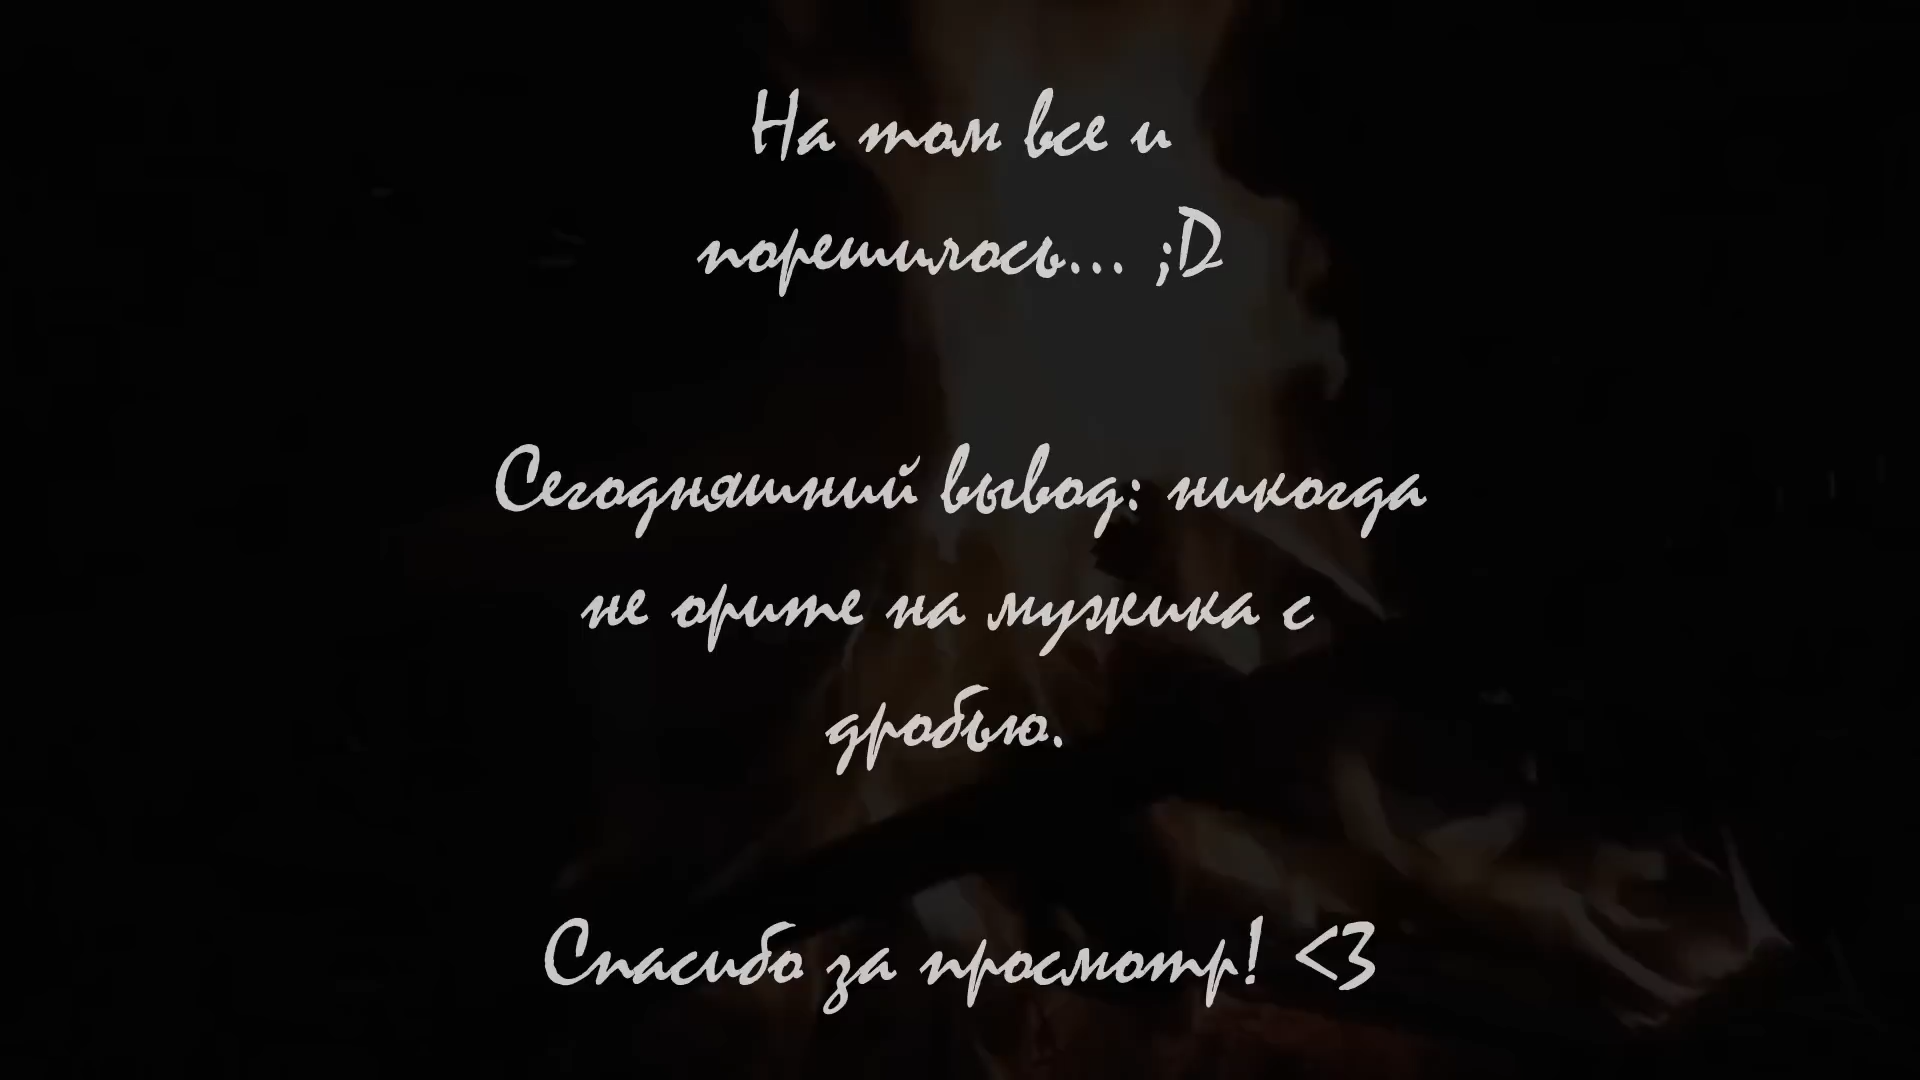 На том все и
порешилось... ;D
Сегодняшний вывод: никогда
не орите на мужика с
дробью.
Спасибо за просмотр! <3